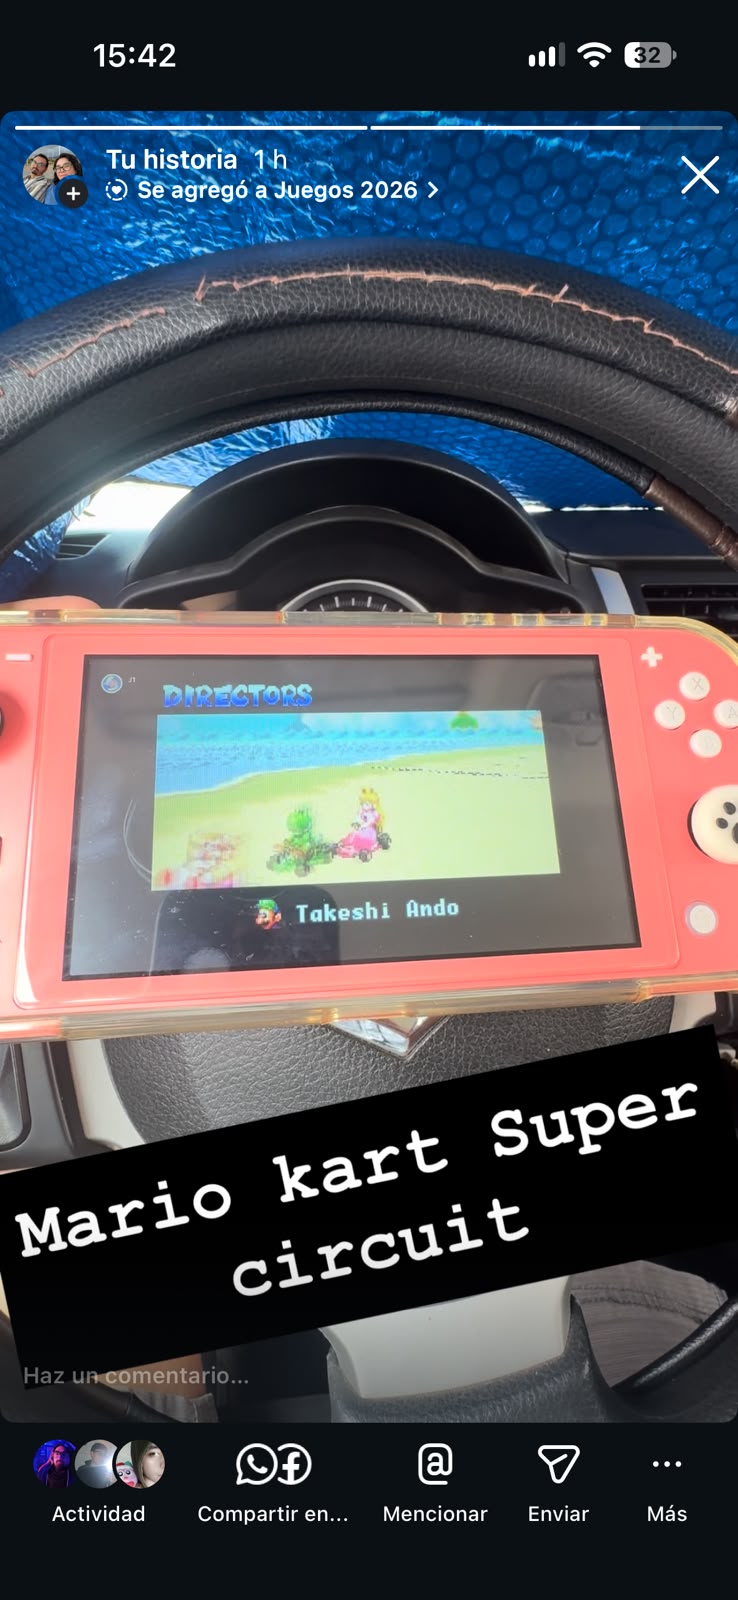 15:42
32
Tu historia 1 h
Se agregó a Juegos 2026
DIRECTORS
X
Y
A
B
Takeshi Ando
Mario kart Super
circuit
Haz un comentario...
Actividad
Compartir en...
Mencionar
Enviar
Más